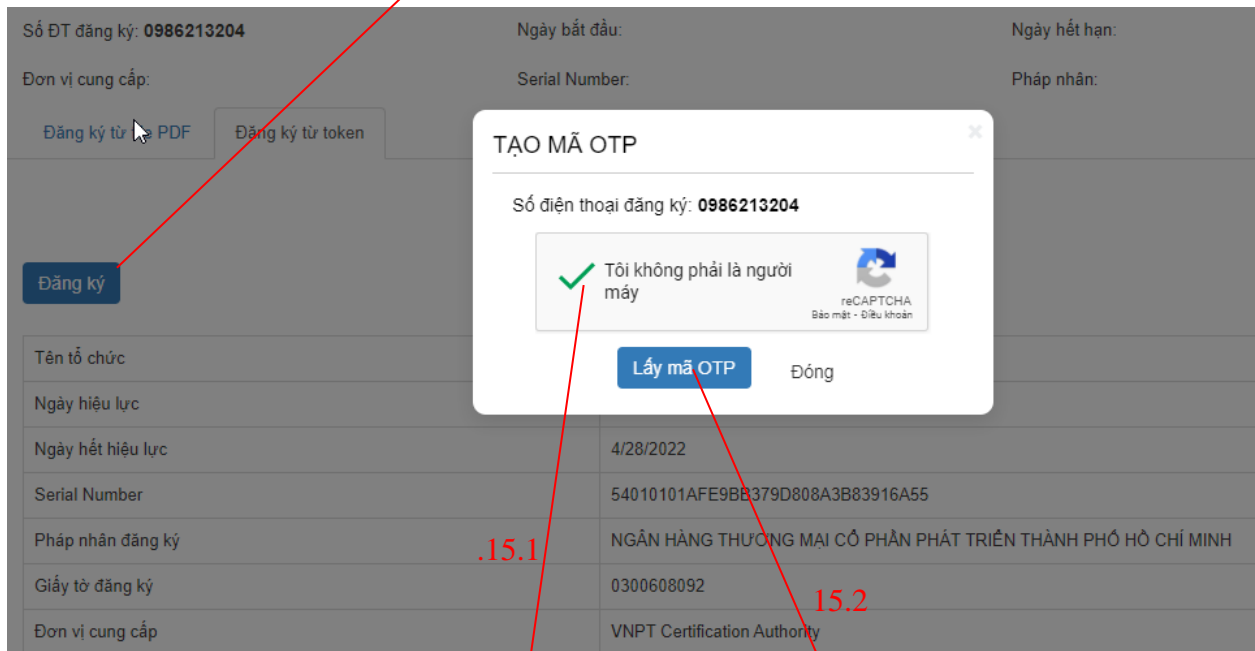 Số ĐT đăng ký: 0986213204 Ngày bắt đầu: Ngày hết hạn:
Đơn vị cung cấp: Serial Number: Pháp nhân:
Đăng ký từ PDF Đăng ký từ token
TẠO MÃ OTP ×
Số điện thoại đăng ký: 0986213204
Tôi không phải là người
máy
reCAPTCHA
Bảo mật - Điều khoản
Đăng ký
Lấy mã OTP Đóng
Tên tổ chức
Ngày hiệu lực
Ngày hết hiệu lực 4/28/2022
Serial Number 54010101AFE9BB379D808A3B83916A55
Pháp nhân đăng ký NGÂN HÀNG THƯƠNG MẠI CỔ PHẦN PHÁT TRIỂN THÀNH PHỐ HỒ CHÍ MINH
.15.1
Giấy tờ đăng ký 0300608092
15.2
Đơn vị cung cấp VNPT Certification Authority